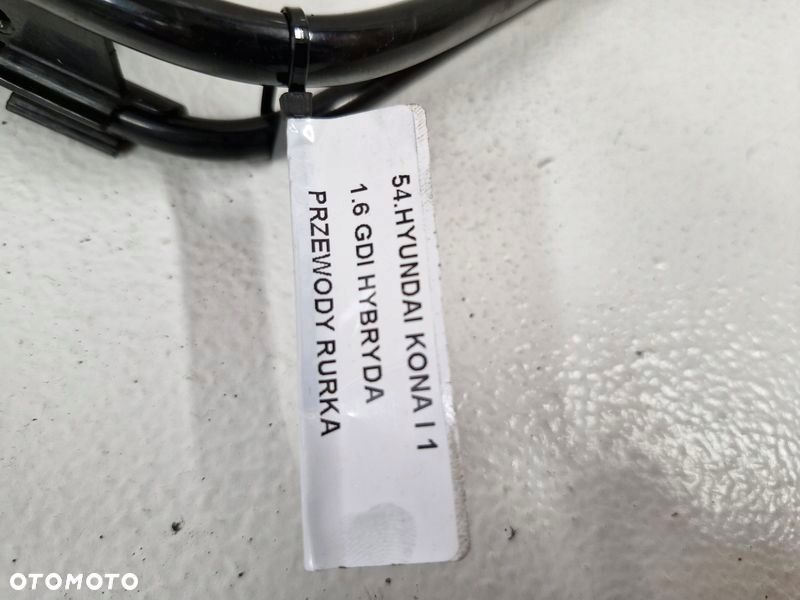 54.HYUNDAI KONA I 1
1.6 GDI HYBRYDA
PRZEWODY RURKA
OTOMOTO